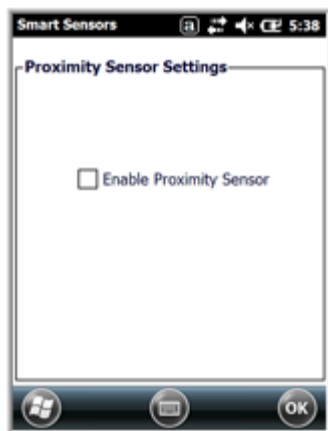 Smart Sensors a 5:38
Proximity Sensor Settings
Enable Proximity Sensor
OK